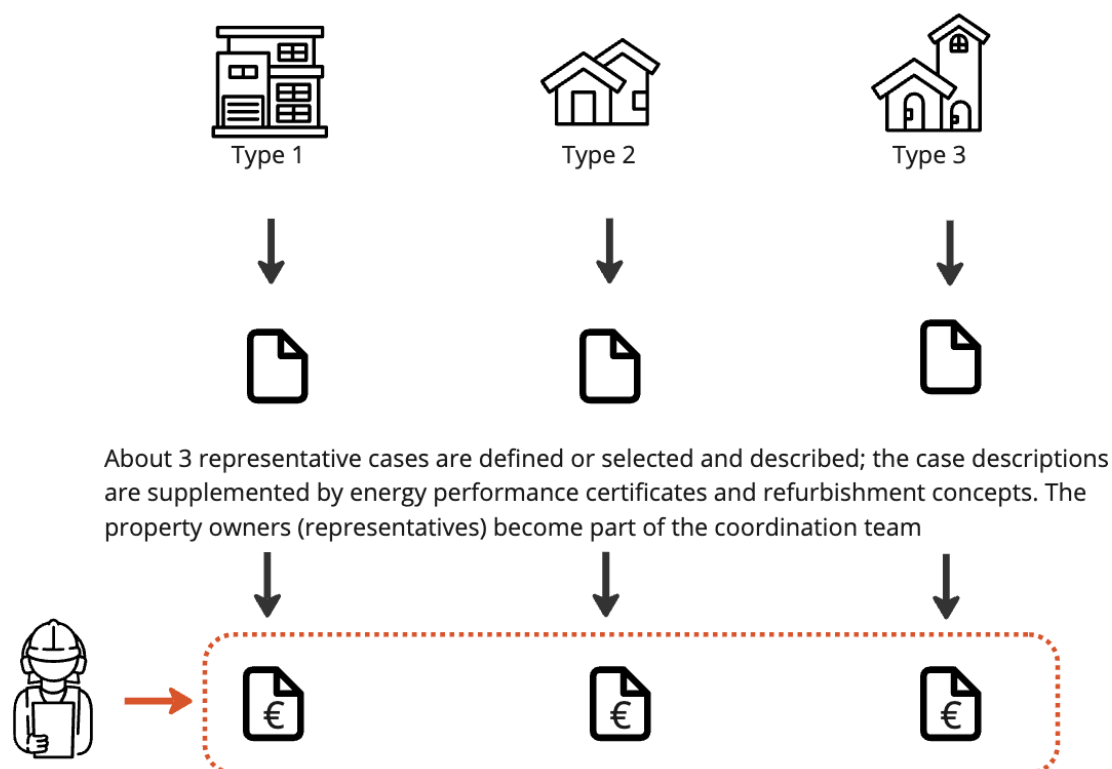 Type 1
Type 2
Type 3
About 3 representative cases are defined or selected and described; the case descriptions
are supplemented by energy performance certificates and refurbishment concepts. The
property owners (representatives) become part of the coordination team
€
€
€